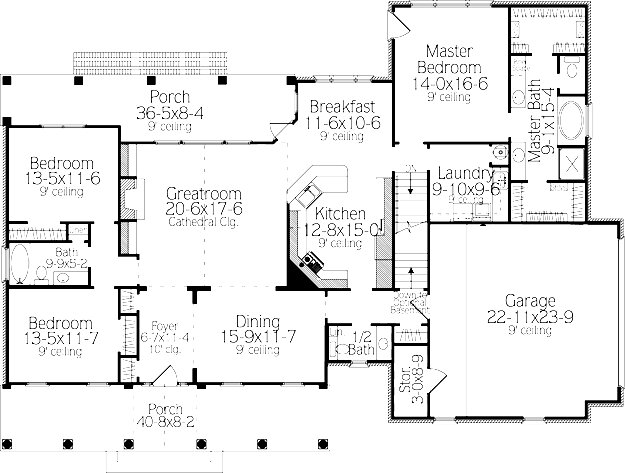 Master
Bedroom
14-0x16-6
9' ceiling
Master Bath
9-1x15-4
Porch
36-5x8-4
9' ceiling
Breakfast
11-6x10-6
9' ceiling
Bedroom
13-5x11-6
9' ceiling
Greatroom
20-6x17-6
Cathedral Clg.
Kitchen
12-8x15-0
9' ceiling
Laundry
9-10x9-6
Bath
9-9x5-2
Garage
22-11x23-9
9' ceiling
Down to
Optional
Basement
Bedroom
13-5x11-7
9' ceiling
Foyer
6-7x11-4
10' clg.
Dining
15-9x11-7
9' ceiling
1/2
Bath
Stor.
3-0x8-9
Porch
40-8x8-2